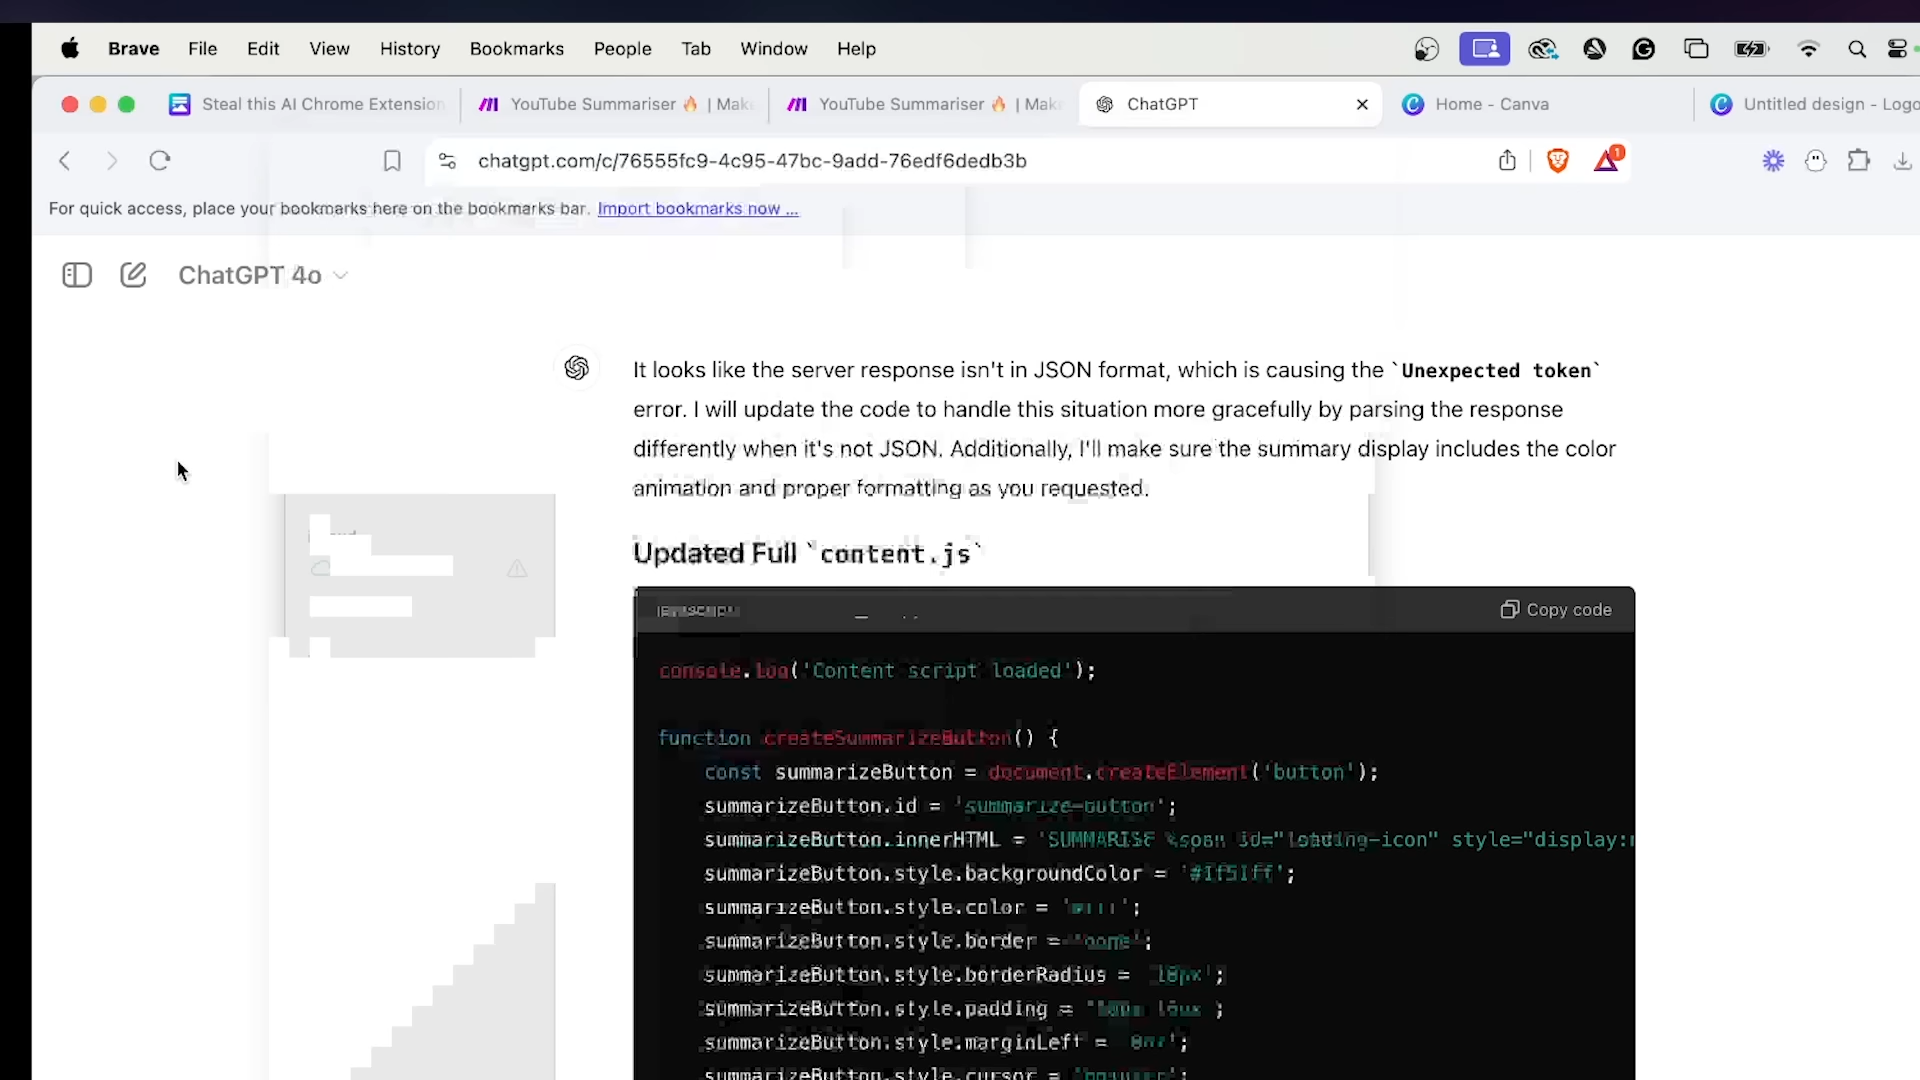 Brave File Edit View History Bookmarks People Tab Window Help
Steal this AI Chrome Extension
YouTube Summariser 🔥 | Mak
YouTube Summariser 🔥 | Mak
ChatGPT
Home - Canva
Untitled design - Logo
chatgpt.com/c/76555fc9-4c95-47bc-9add-76edf6dedb3b
1
For quick access, place your bookmarks here on the bookmarks bar. Import bookmarks now ...
ChatGPT 4o
It looks like the server response isn't in JSON format, which is causing the `Unexpected token`
error. I will update the code to handle this situation more gracefully by parsing the response
differently when it's not JSON. Additionally, I'll make sure the summary display includes the color
animation and proper formatting as you requested.
Updated Full `content.js`
javascript
Copy code
console.log('Content script loaded');
function createSummarizeButton() {
const summarizeButton = document.createElement('button');
summarizeButton.id = 'summarize-button';
summarizeButton.innerHTML = 'SUMMARISE <span id="loading-icon" style="display:
summarizeButton.style.backgroundColor = '#1f51ff';
summarizeButton.style.color =
summarizeButton.style.border = 'none';
summarizeButton.style.borderRadius =
summarizeButton.style.padding =
summarizeButton.style.marginLeft =
summarizeButton.style.cursor =